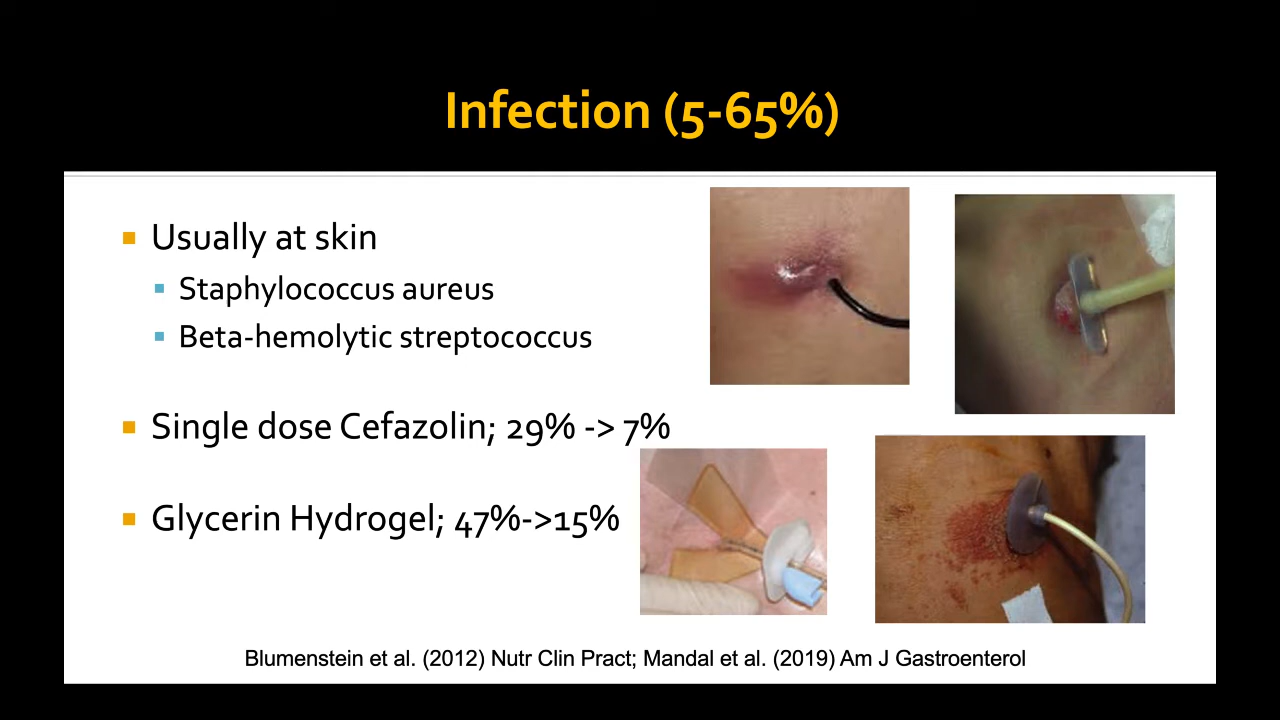 Infection (5-65%)
Usually at skin
Staphylococcus aureus
Beta-hemolytic streptococcus
Single dose Cefazolin; 29% -> 7%
Glycerin Hydrogel; 47%->15%
Blumenstein et al. (2012) Nutr Clin Pract; Mandal et al. (2019) Am J Gastroenterol